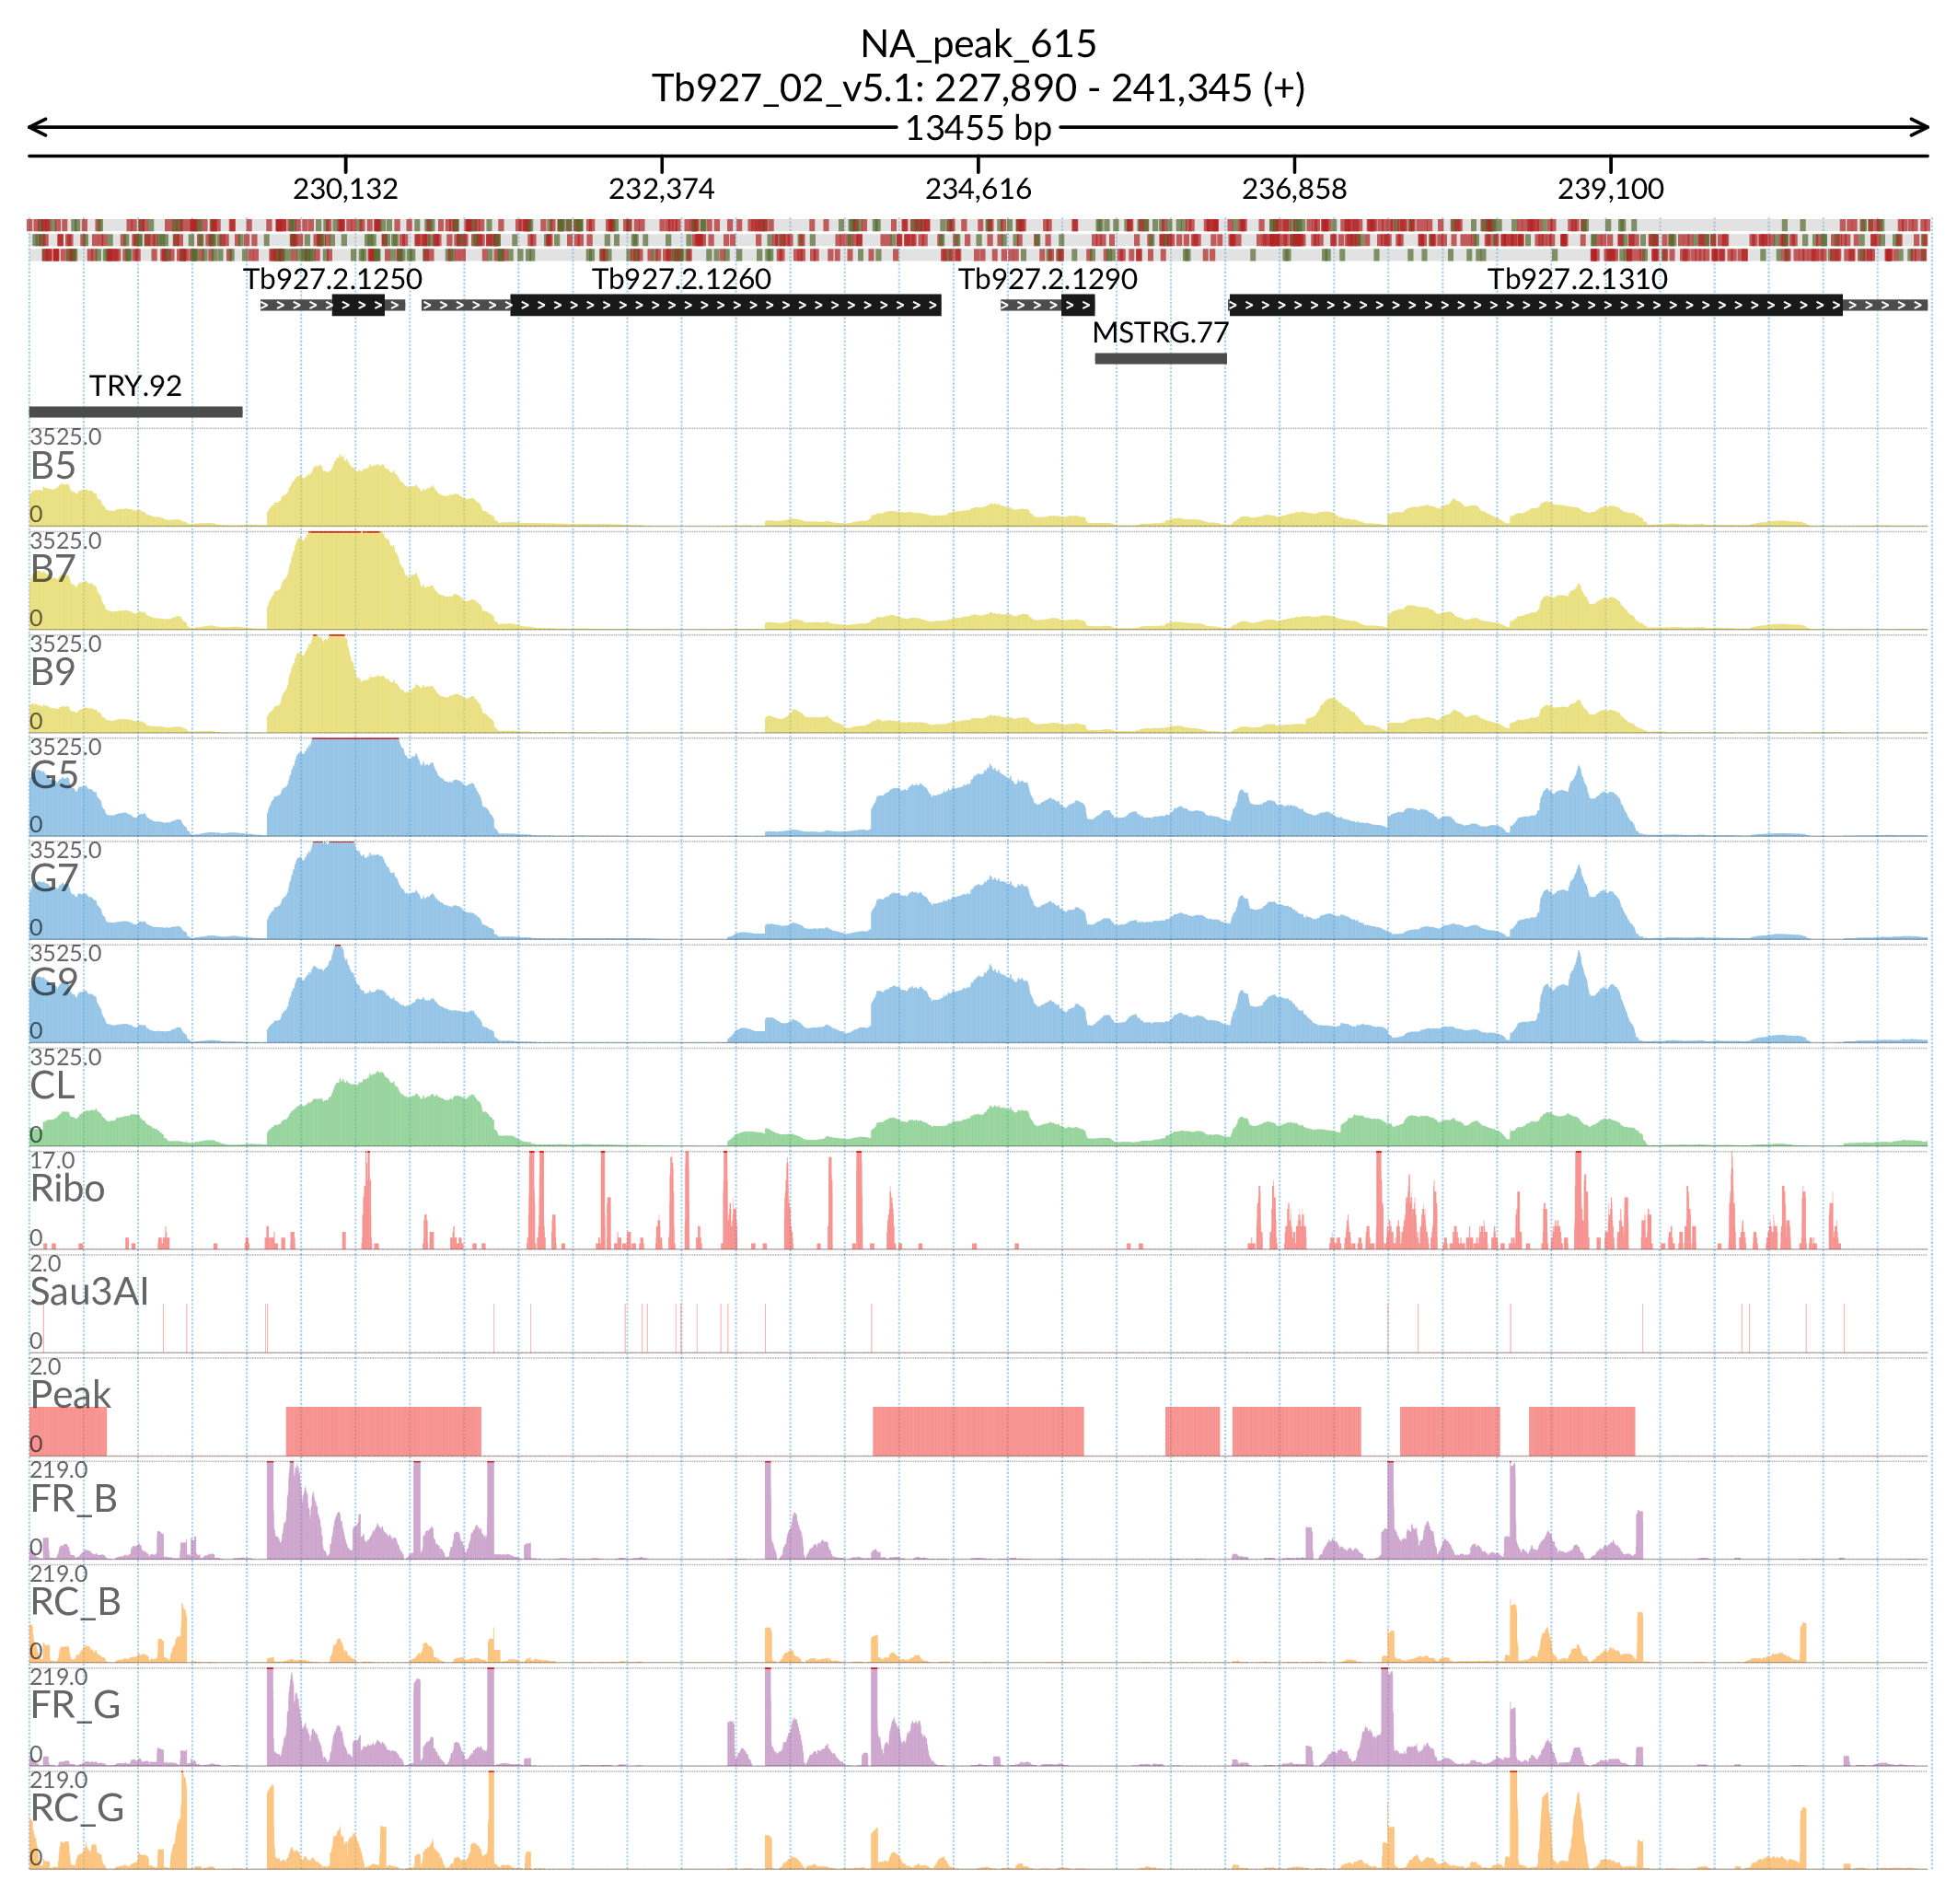 NA_peak_615
Tb927_02_v5.1: 227,890 - 241,345 (+)
13455 bp
230,132 232,374 234,616 236,858 239,100
Tb927.2.1250 Tb927.2.1260 Tb927.2.1290 Tb927.2.1310
MSTRG.77
TRY.92
3525.0
B5
0
3525.0
B7
0
3525.0
B9
0
3525.0
G5
0
3525.0
G7
0
3525.0
G9
0
3525.0
CL
0
17.0
Ribo
0
2.0
Sau3AI
0
2.0
Peak
0
219.0
FR_B
0
219.0
RC_B
0
219.0
FR_G
0
219.0
RC_G
0